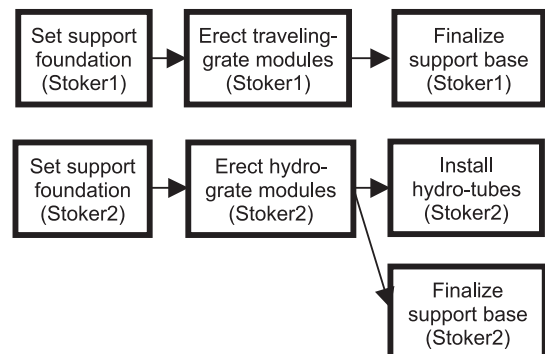 Set support
foundation
(Stoker1)
Erect traveling-
grate modules
(Stoker1)
Finalize
support base
(Stoker1)
Set support
foundation
(Stoker2)
Erect hydro-
grate modules
(Stoker2)
Install
hydro-tubes
(Stoker2)
Finalize
support base
(Stoker2)